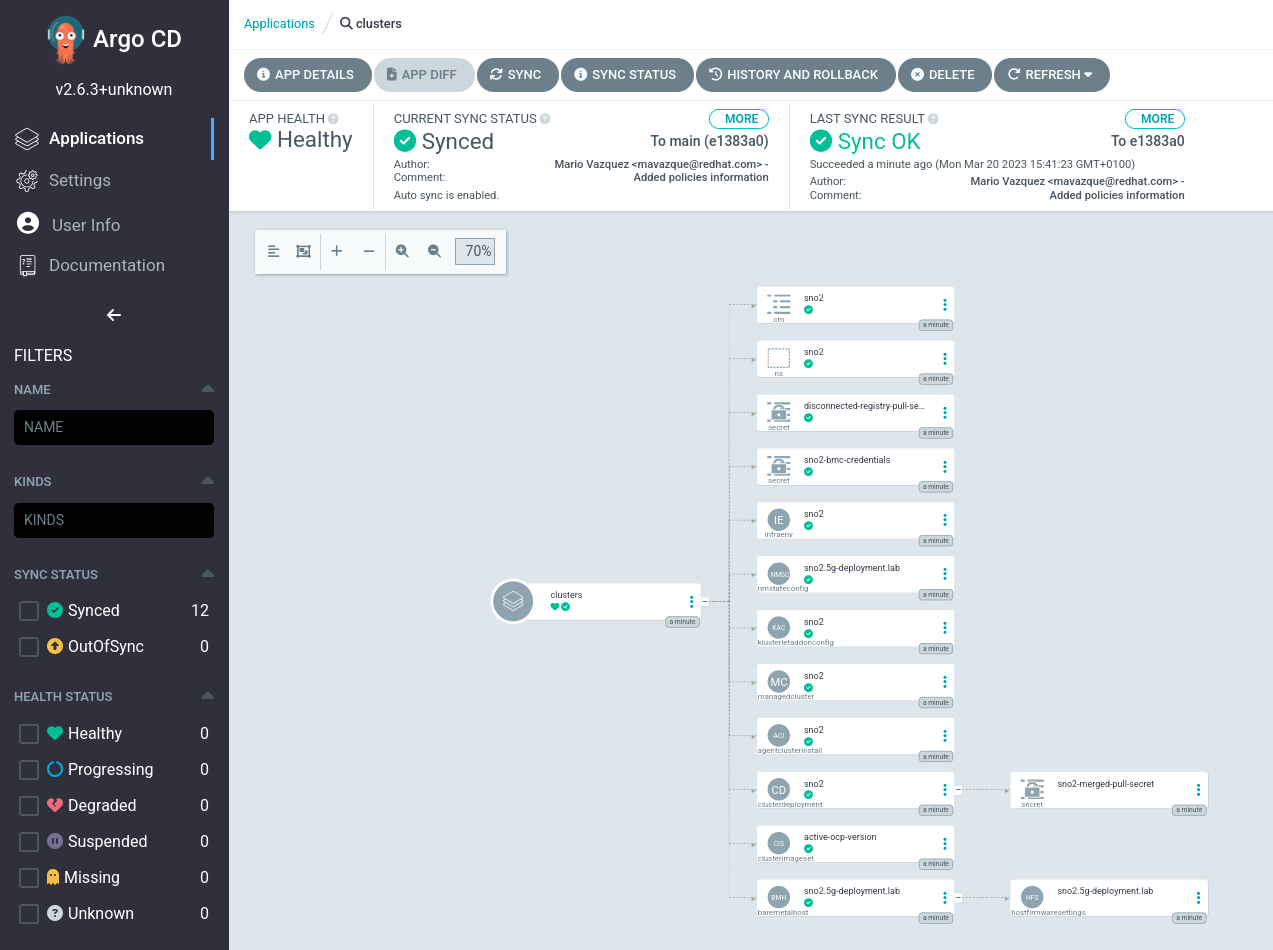 Argo CD
v2.6.3+unknown
Applications
Settings
User Info
Documentation
FILTERS
NAME
NAME
KINDS
KINDS
SYNC STATUS
Synced 12
OutOfSync 0
HEALTH STATUS
Healthy 0
Progressing 0
Degraded 0
Suspended 0
Missing 0
Unknown 0
Applications clusters
APP DETAILS APP DIFF SYNC SYNC STATUS HISTORY AND ROLLBACK DELETE REFRESH
APP HEALTH
Healthy
CURRENT SYNC STATUS MORE
Synced To main (e1383a0)
Author: Mario Vazquez <mavazque@redhat.com> -
Comment: Added policies information
Auto sync is enabled.
LAST SYNC RESULT MORE
Sync OK To e1383a0
Succeeded a minute ago (Mon Mar 20 2023 15:41:23 GMT+0100)
Author: Mario Vazquez <mavazque@redhat.com> -
Comment: Added policies information
70%
clusters
a minute
sno2
crn
a minute
sno2
ns
a minute
disconnected-registry-pull-se...
secret
a minute
sno2-bmc-credentials
secret
a minute
IE sno2
infraenv
a minute
NMSC sno2.5g-deployment.lab
nmstateconfig
a minute
KAC sno2
klusterletaddonconfig
a minute
MC sno2
managedcluster
a minute
ACI sno2
agentclusterinstall
a minute
CD sno2
clusterdeployment
a minute
sno2-merged-pull-secret
secret
a minute
CIS active-ocp-version
clusterimageset
a minute
BMH sno2.5g-deployment.lab
baremetalhost
a minute
HFS sno2.5g-deployment.lab
hostfirmwaresettings
a minute